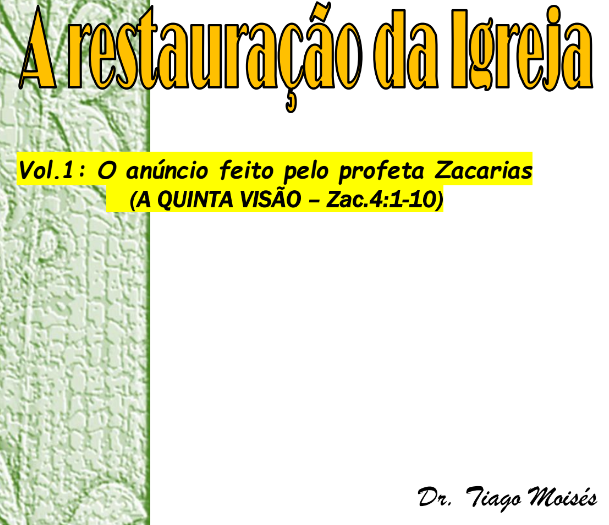 A restauração da Igreja
Vol.1: O anúncio feito pelo profeta Zacarias
(A QUINTA VISÃO – Zac.4:1-10)
Dr. Tiago Moisés